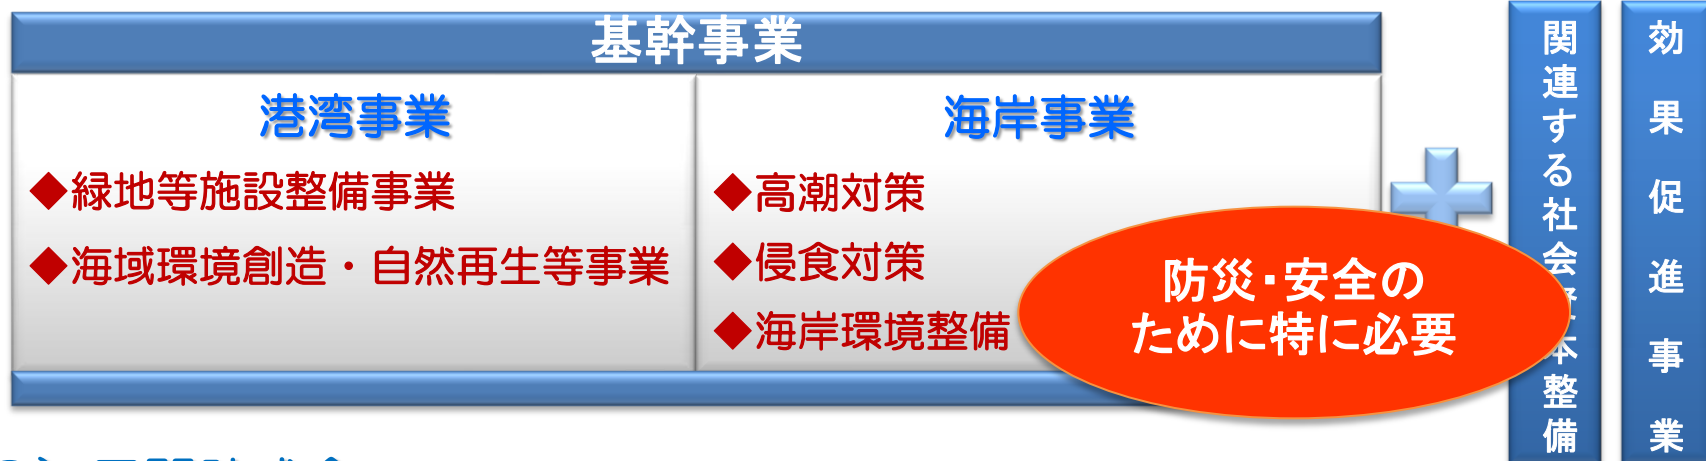 基幹事業
港湾事業
◆緑地等施設整備事業
◆海域環境創造・自然再生等事業
海岸事業
◆高潮対策
◆侵食対策
◆海岸環境整備
防災・安全の
ために特に必要
関連する社会本整備
効果促進事業